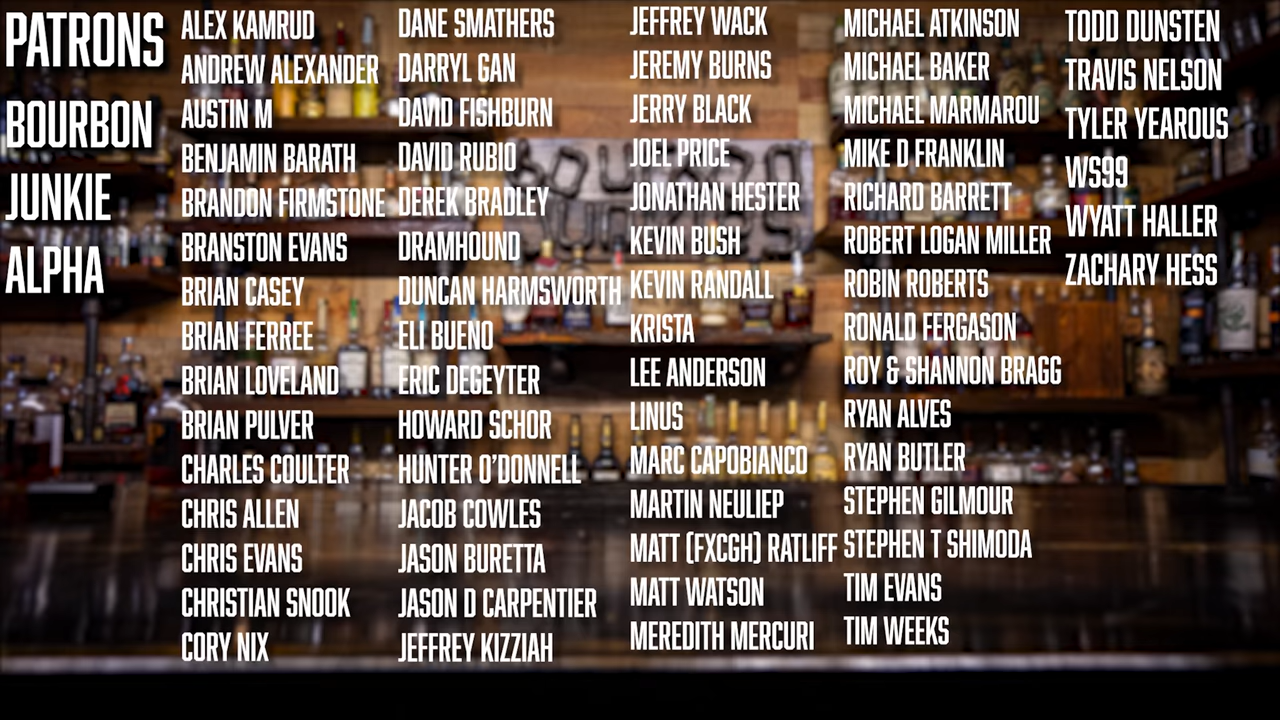 PATRONS
BOURBON
JUNKIE
ALPHA
ALEX KAMRUD
ANDREW ALEXANDER
AUSTIN M
BENJAMIN BARATH
BRANDON FIRMSTONE
BRANSTON EVANS
BRIAN CASEY
BRIAN FERREE
BRIAN LOVELAND
BRIAN PULVER
CHARLES COULTER
CHRIS ALLEN
CHRIS EVANS
CHRISTIAN SNOOK
CORY NIX
DANE SMATHERS
DARRYL GAN
DAVID FISHBURN
DAVID RUBIO
DEREK BRADLEY
DRAMHOUND
DUNCAN HARMSWORTH
ELI BUENO
ERIC DEGEYTER
HOWARD SCHOR
HUNTER O'DONNELL
JACOB COWLES
JASON BURETTA
JASON D CARPENTIER
JEFFREY KIZZIAH
JEFFREY WACK
JEREMY BURNS
JERRY BLACK
JOEL PRICE
JONATHAN HESTER
KEVIN BUSH
KEVIN RANDALL
KRISTA
LEE ANDERSON
LINUS
MARC CAPOBIANCO
MARTIN NEULIEP
MATT (FXCGH) RATLIFF
MATT WATSON
MEREDITH MERCURI
MICHAEL ATKINSON
MICHAEL BAKER
MICHAEL MARMAROU
MIKE D FRANKLIN
RICHARD BARRETT
ROBERT LOGAN MILLER
ROBIN ROBERTS
RONALD FERGASON
ROY & SHANNON BRAGG
RYAN ALVES
RYAN BUTLER
STEPHEN GILMOUR
STEPHEN T SHIMODA
TIM EVANS
TIM WEEKS
TODD DUNSTEN
TRAVIS NELSON
TYLER YEAROUS
WS99
WYATT HALLER
ZACHARY HESS